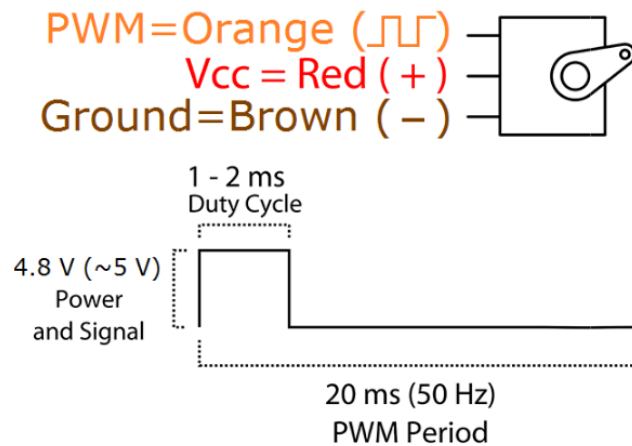 PWM=Orange (⎍⎍)
Vcc = Red ( + )
Ground=Brown ( − )
1 - 2 ms
Duty Cycle
4.8 V (~5 V)
Power
and Signal
20 ms (50 Hz)
PWM Period